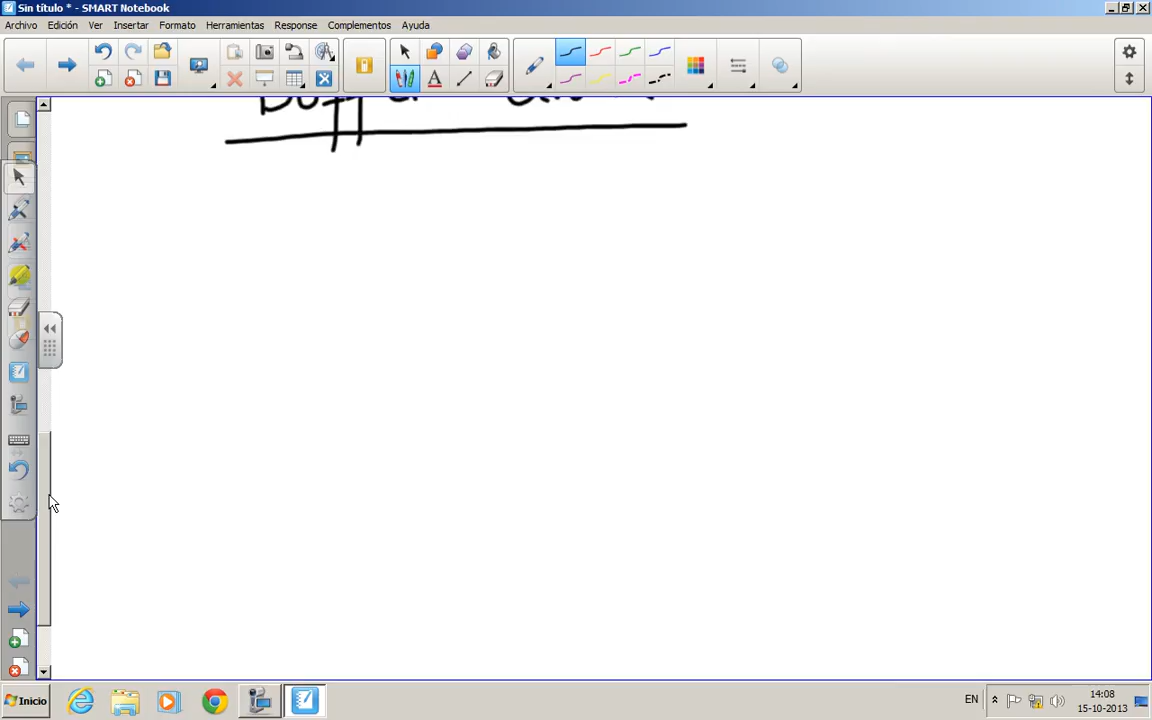 Sin título * - SMART Notebook
Archivo Edición Ver Insertar Formato Herramientas Response Complementos Ayuda
A
Buffer
Inicio
EN
14:08
15-10-2013